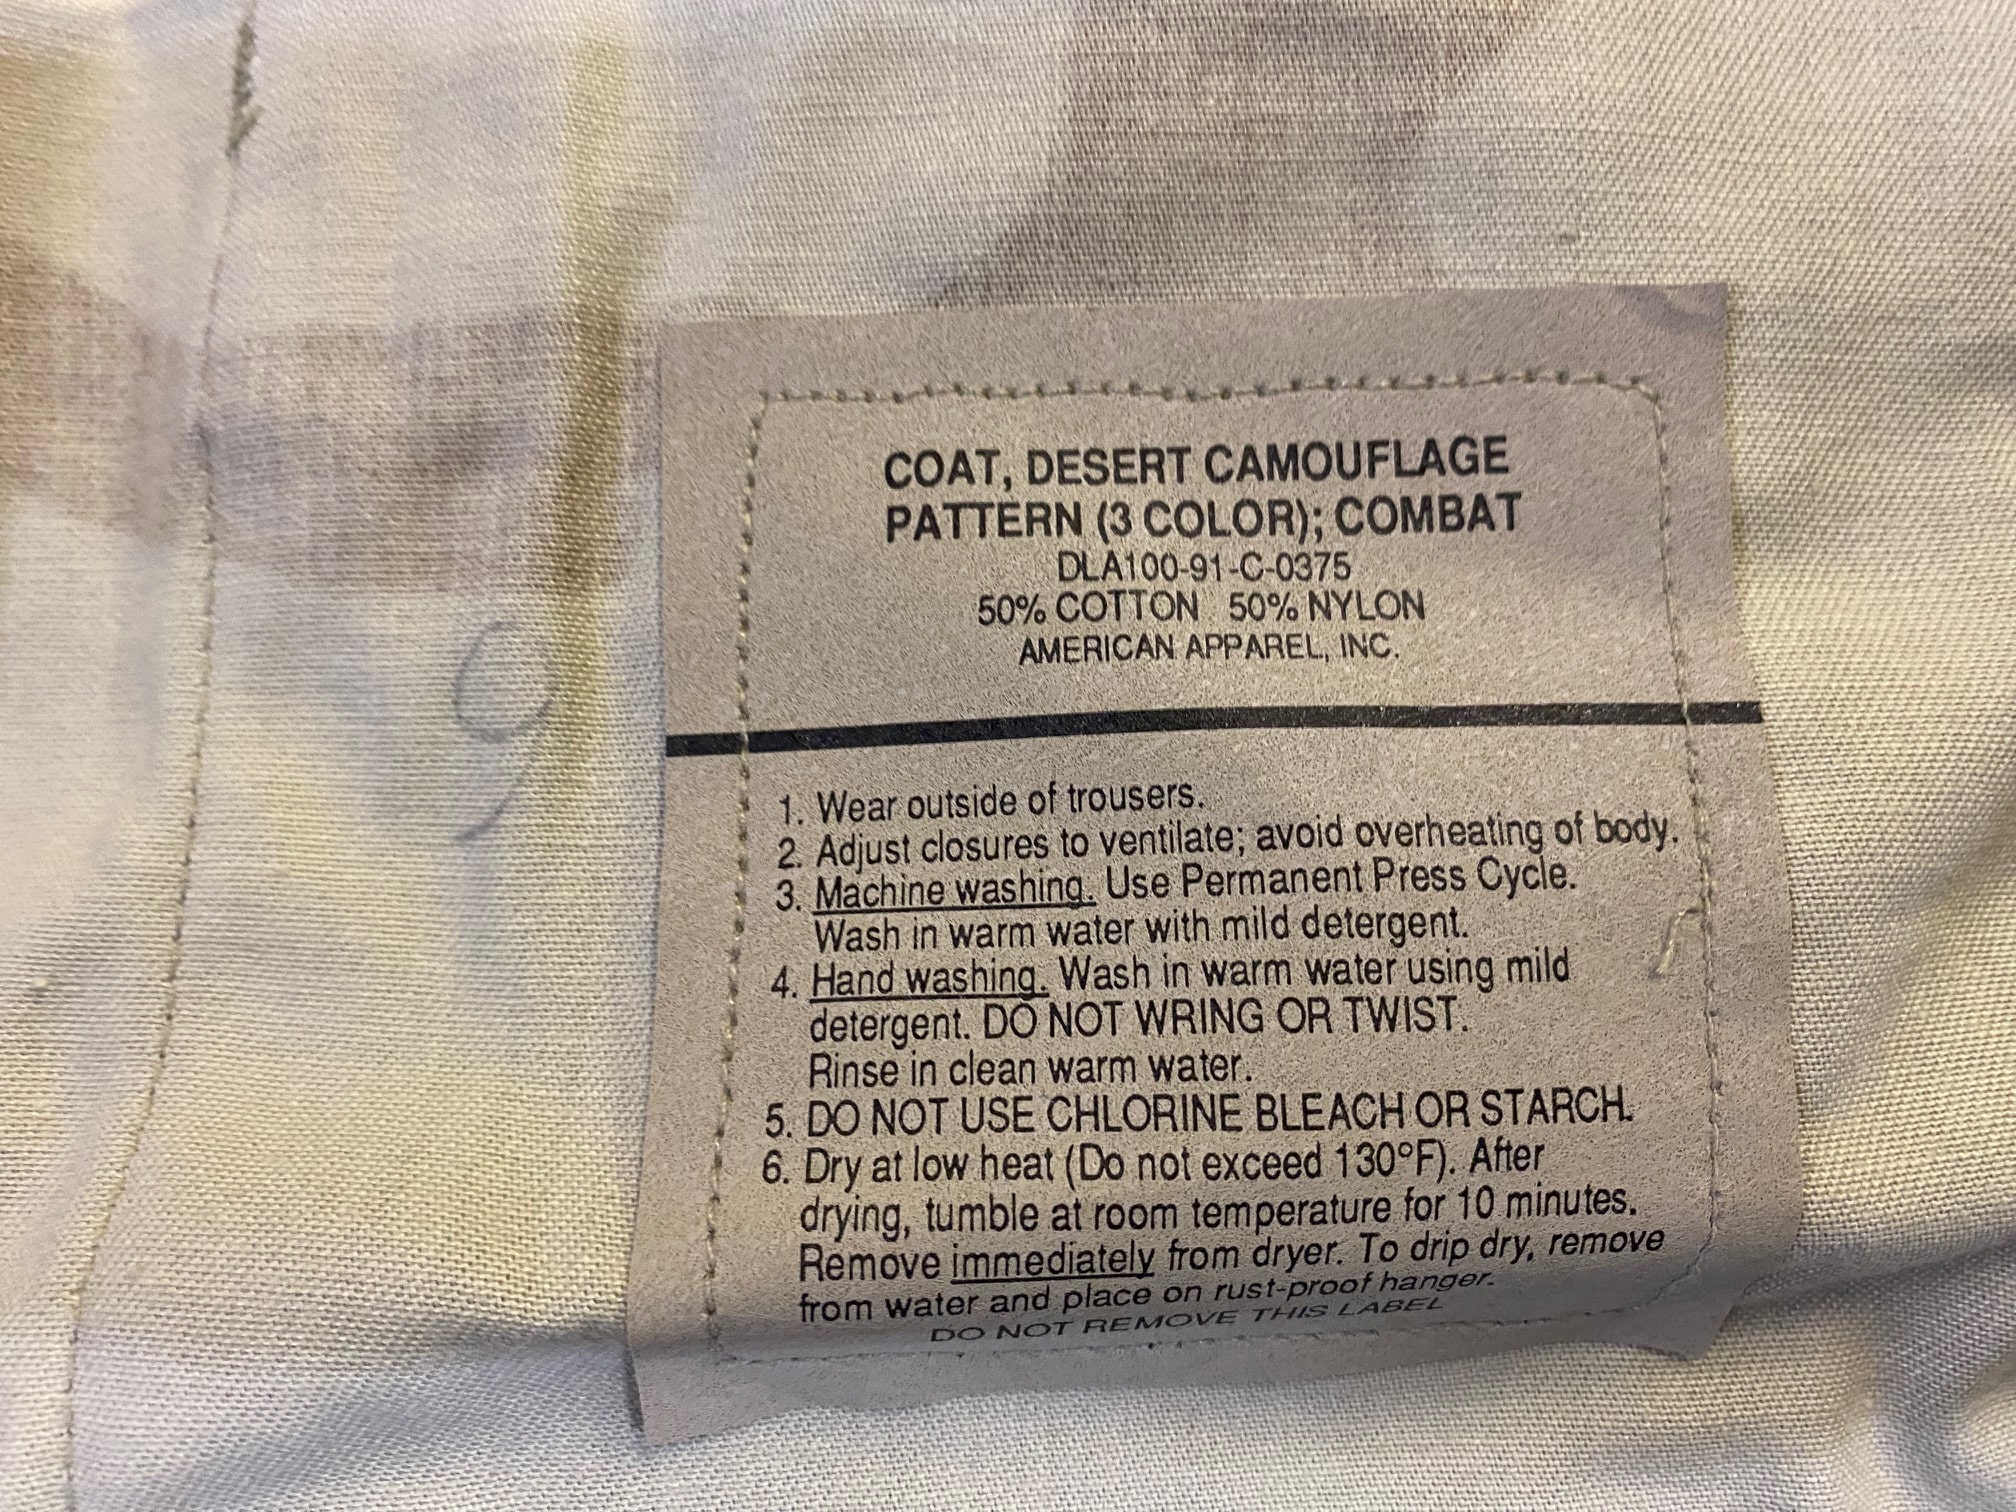 COAT, DESERT CAMOUFLAGE
PATTERN (3 COLOR); COMBAT
DLA100-91-C-0375
50% COTTON 50% NYLON
AMERICAN APPAREL, INC.
1. Wear outside of trousers.
2. Adjust closures to ventilate; avoid overheating of body.
3. Machine washing. Use Permanent Press Cycle.
Wash in warm water with mild detergent.
4. Hand washing. Wash in warm water using mild
detergent. DO NOT WRING OR TWIST.
Rinse in clean warm water.
5. DO NOT USE CHLORINE BLEACH OR STARCH.
6. Dry at low heat (Do not exceed 130°F). After
drying, tumble at room temperature for 10 minutes.
Remove immediately from dryer. To drip dry, remove
from water and place on rust-proof hanger.
DO NOT REMOVE THIS LABEL